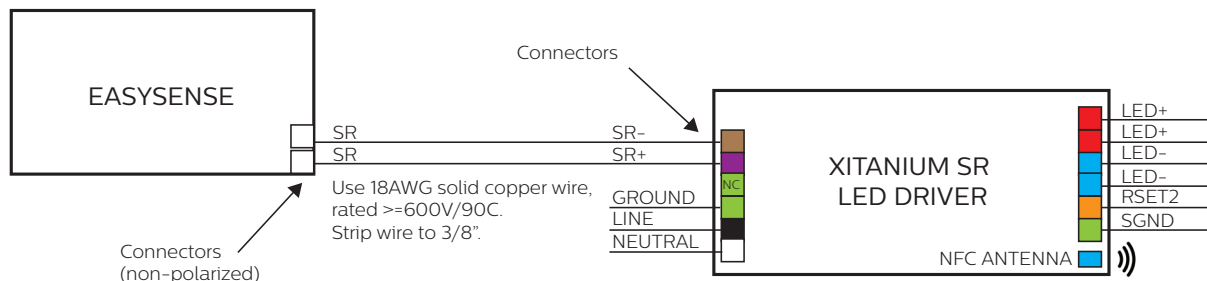 Connectors
EASYSENSE
SR
SR
SR-
SR+
Use 18AWG solid copper wire,
rated >=600V/90C.
Strip wire to 3/8”.
Connectors
(non-polarized)
NC
GROUND
LINE
NEUTRAL
XITANIUM SR
LED DRIVER
LED+
LED+
LED-
LED-
RSET2
SGND
NFC ANTENNA